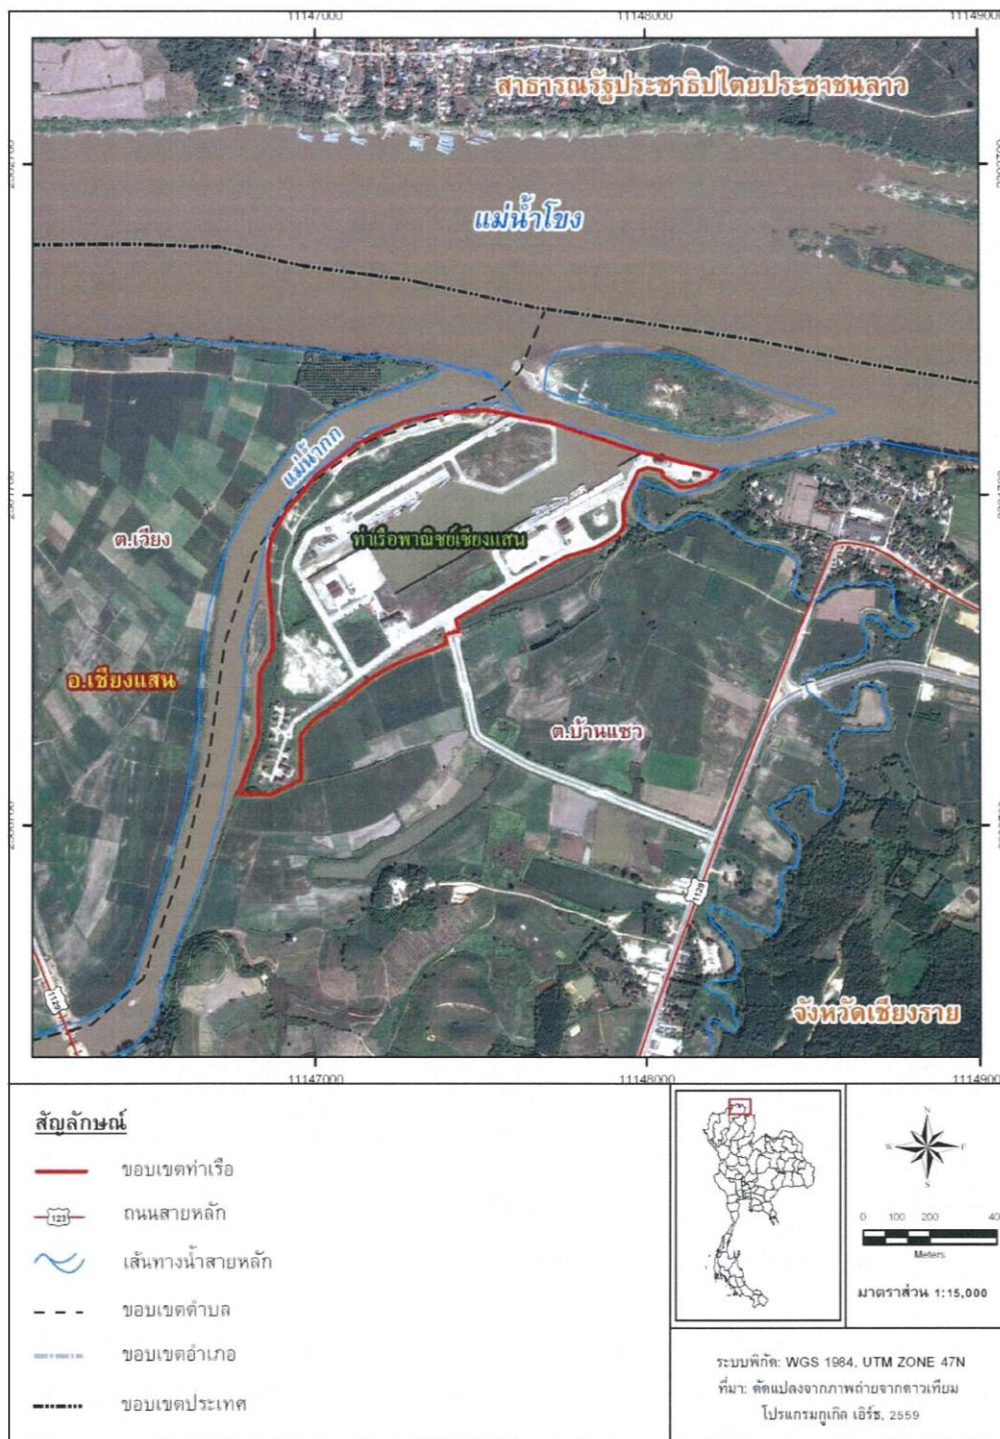 11147000
11148000
11149000
สาธารณรัฐประชาธิปไตยประชาชนลาว
แม่น้ำโขง
แม่น้ำกก
ต.เวียง
ท่าเรือพาณิชย์เชียงแสน
อ.เชียงแสน
ต.บ้านแซว
1129
1129
จังหวัดเชียงราย
11147000
11148000
11149000
สัญลักษณ์
ขอบเขตท่าเรือ
123
ถนนสายหลัก
เส้นทางน้ำสายหลัก
ขอบเขตตำบล
ขอบเขตอำเภอ
ขอบเขตประเทศ
N
W
S
0 100 200 40
Meters
มาตราส่วน 1:15,000
ระบบพิกัด: WGS 1984, UTM ZONE 47N
ที่มา: ดัดแปลงจากภาพถ่ายจากดาวเทียม
โปรแกรมกูเกิล เอิร์ธ, 2559